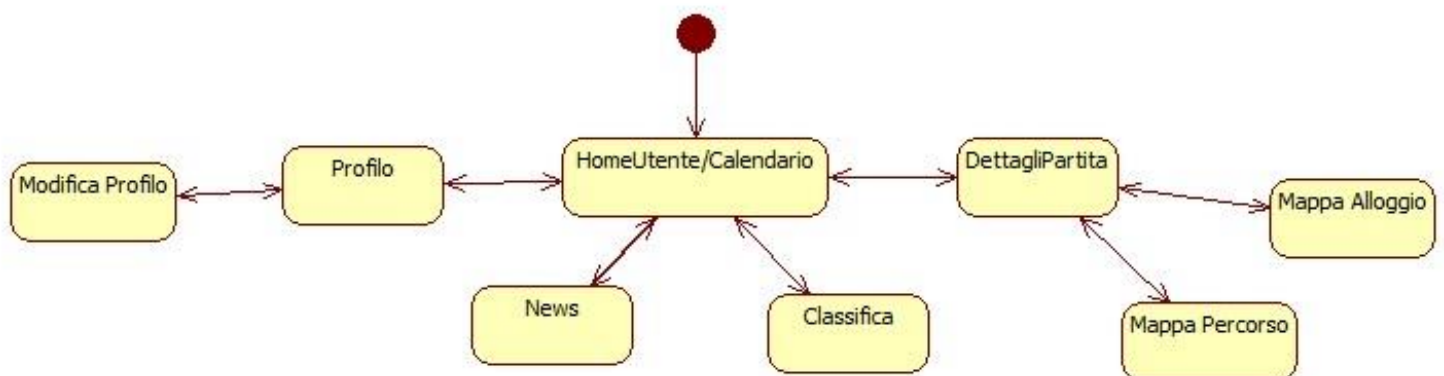 HomeUtente/Calendario
DettagliPartita
Profilo
Modifica Profilo
Mappa Alloggio
News
Classifica
Mappa Percorso